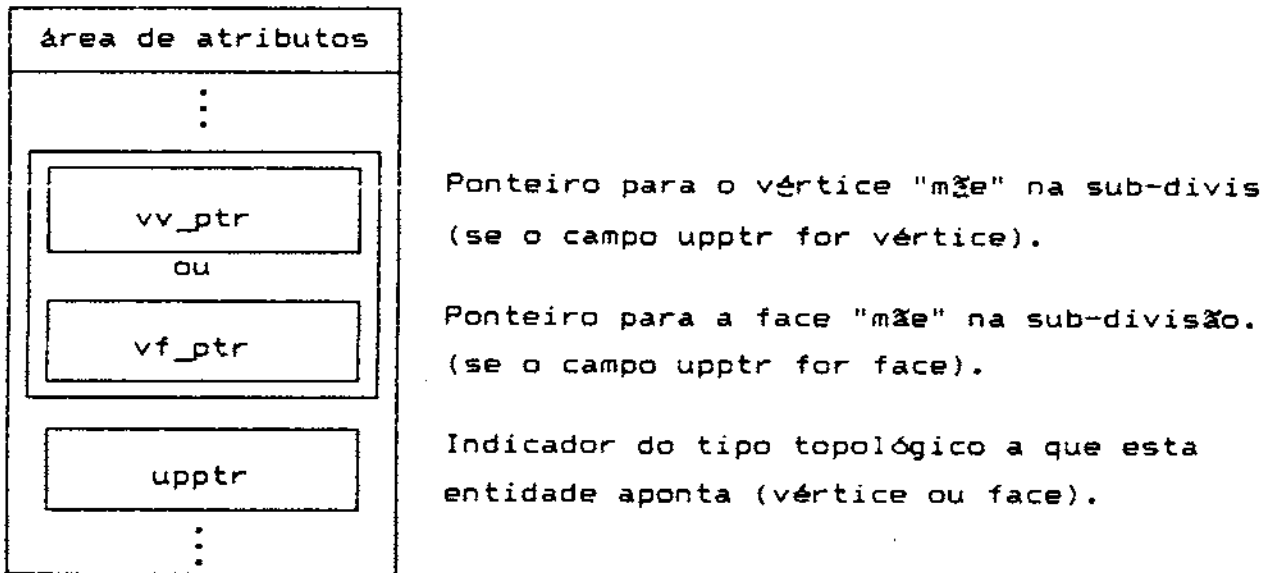 área de atributos
vv_ptr
ou
vf_ptr
upptr
Ponteiro para o vértice "mãe" na sub-divis
(se o campo upptr for vértice).
Ponteiro para a face "mãe" na sub-divisão.
(se o campo upptr for face).
Indicador do tipo topológico a que esta
entidade aponta (vértice ou face).